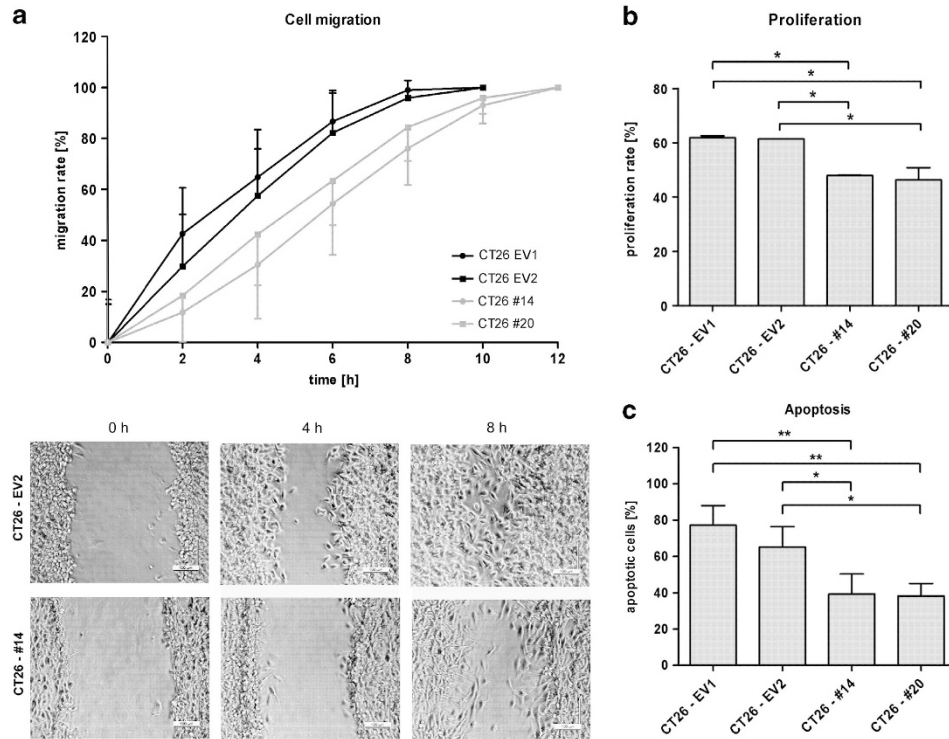 a
Cell migration
migration rate [%]
120
100
80
60
40
20
0
0 2 4 6 8 10 12
time [h]
CT26 EV1
CT26 EV2
CT26 #14
CT26 #20
0 h 4 h 8 h
CT26 - EV2
CT26 - #14
b
Proliferation
*
*
*
*
proliferation rate [%]
80
60
40
20
0
CT26 - EV1 CT26 - EV2 CT26 - #14 CT26 - #20
c
Apoptosis
**
**
*
*
apoptotic cells [%]
120
100
80
60
40
20
0
CT26 - EV1 CT26 - EV2 CT26 - #14 CT26 - #20